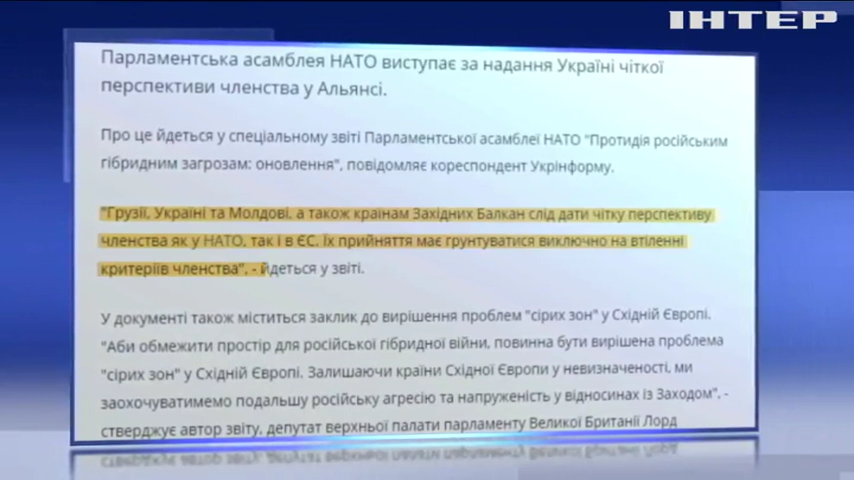 ІНТЕР
Парламентська асамблея НАТО виступає за надання Україні чіткої
перспективи членства у Альянсі.
Про це йдеться у спеціальному звіті Парламентської асамблеї НАТО "Протидія російським
гібридним загрозам: оновлення", повідомляє кореспондент Укрінформу.
"Грузії, Україні та Молдові, а також країнам Західних Балкан слід дати чітку перспективу
членства як у НАТО, так і в ЄС. Їх прийняття має ґрунтуватися виключно на втіленні
критеріїв членства", - йдеться у звіті.
У документі також міститься заклик до вирішення проблем "сірих зон" у Східній Європі.
"Аби обмежити простір для російської гібридної війни, повинна бути вирішена проблема
"сірих зон" у Східній Європі. Залишаючи країни Східної Європи у невизначеності, ми
заохочуватимемо подальшу російську агресію та напруженість у відносинах із Заходом", -
стверджує автор звіту, депутат верхньої палати парламенту Великої Британії Лорд